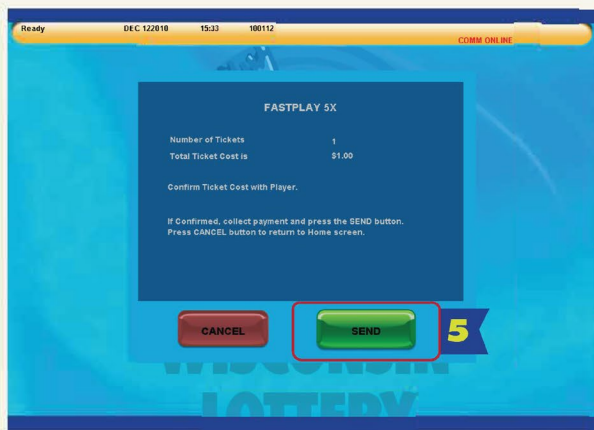 Ready DEC 122010 15:33 100112
COMM ONLINE
FASTPLAY 5X
Number of Tickets 1
Total Ticket Cost is $1.00
Confirm Ticket Cost with Player.
If Confirmed, collect payment and press the SEND button.
Press CANCEL button to return to Home screen.
CANCEL SEND 5
WISCONSIN
LOTTERY